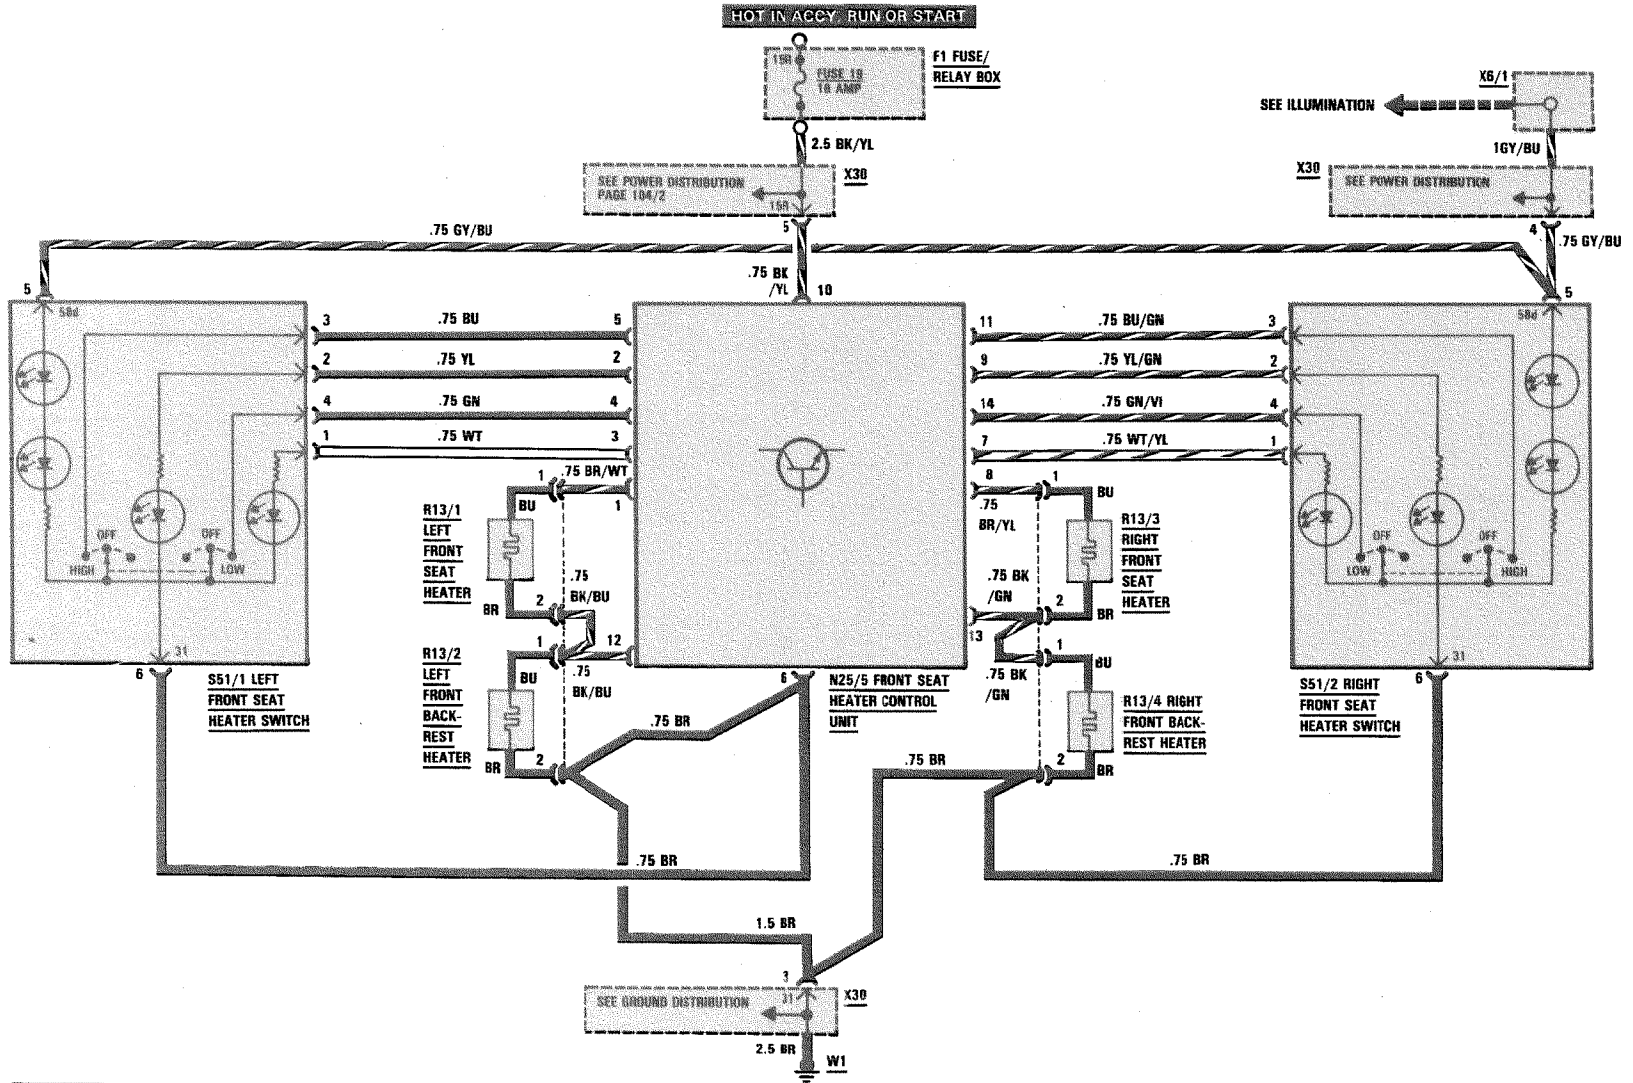 HOT IN ACCY, RUN OR START
15R
FUSE 18
10 AMP
F1 FUSE/
RELAY BOX
X6/1
SEE ILLUMINATION
2.5 BK/YL
1GY/BU
SEE POWER DISTRIBUTION
PAGE 104/2
15R
X30
X30
SEE POWER DISTRIBUTION
5
4
.75 GY/BU
.75 GY/BU
.75 BK
/YL
10
5
58d
5
58d
3
.75 BU
5
11
.75 BU/GN
3
2
.75 YL
2
9
.75 YL/GN
2
4
.75 GN
4
14
.75 GN/VI
4
1
.75 WT
3
7
.75 WT/YL
1
1
.75 BR/WT
1
8
.75
BR/YL
1
BU
BU
R13/1
LEFT
FRONT
SEAT
HEATER
R13/3
RIGHT
FRONT
SEAT
HEATER
OFF
HIGH
OFF
LOW
OFF
LOW
OFF
HIGH
.75
BK/BU
.75 BK
/GN
BR
2
2
BR
1
12
13
1
BU
.75
BK/BU
.75 BK
/GN
BU
31
6
31
6
S51/1 LEFT
FRONT SEAT
HEATER SWITCH
R13/2
LEFT
FRONT
BACK-
REST
HEATER
6
N25/5 FRONT SEAT
HEATER CONTROL
UNIT
R13/4 RIGHT
FRONT BACK-
REST HEATER
S51/2 RIGHT
FRONT SEAT
HEATER SWITCH
.75 BR
BR
2
.75 BR
2
BR
.75 BR
.75 BR
1.5 BR
3
31
X30
SEE GROUND DISTRIBUTION
2.5 BR
W1